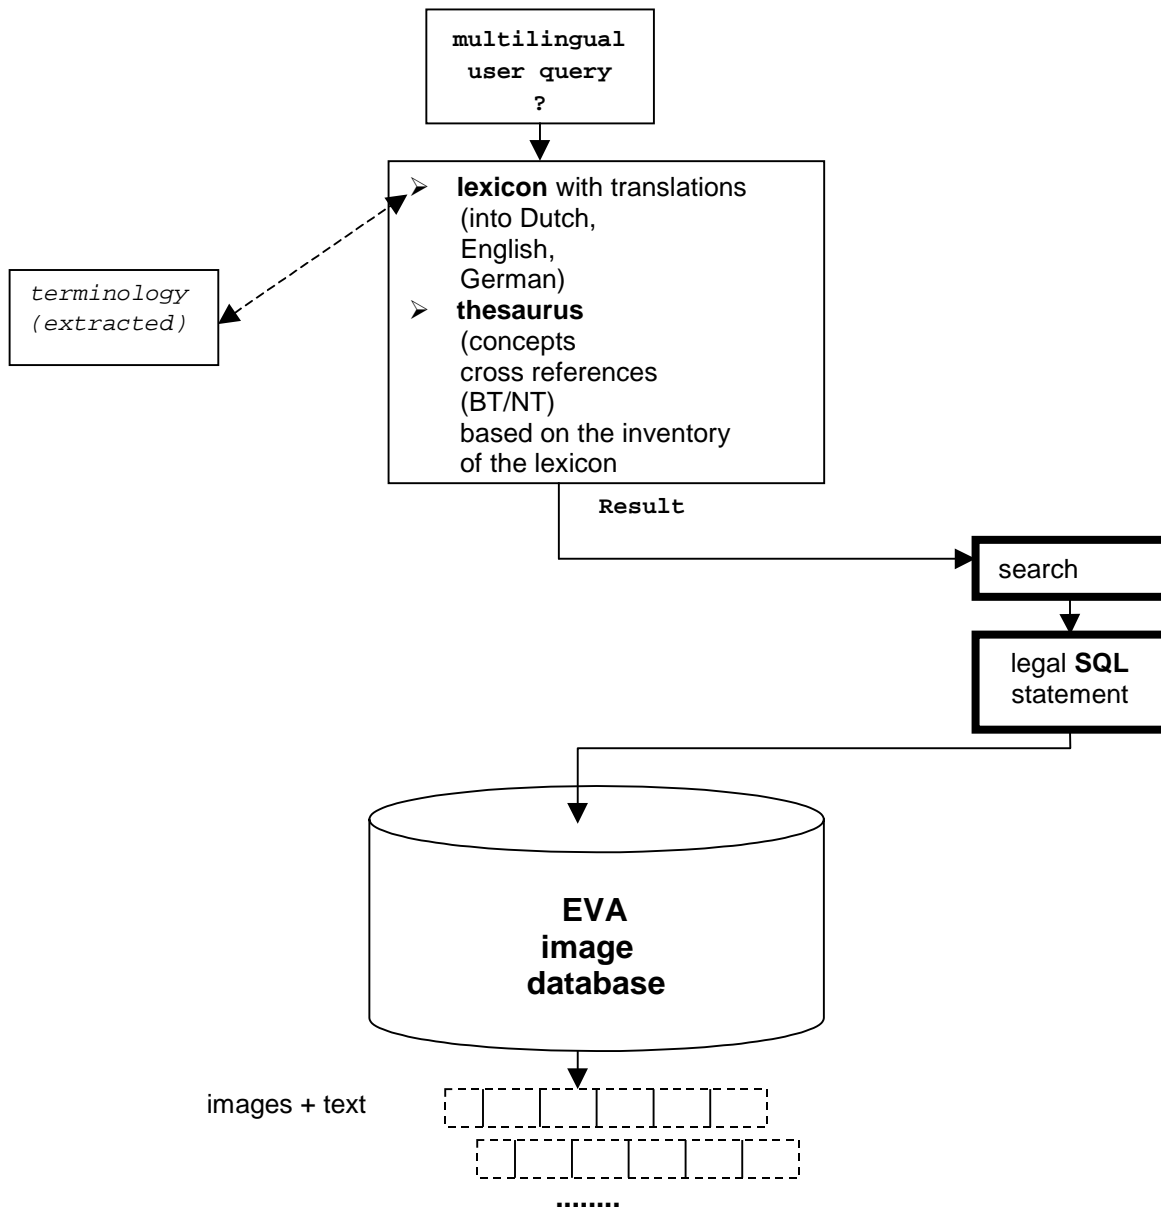 multilingual
user query
?
➢ lexicon with translations
(into Dutch,
English,
German)
➢ thesaurus
(concepts
cross references
(BT/NT)
based on the inventory
of the lexicon
terminology
(extracted)
Result
search
legal SQL
statement
EVA
image
database
images + text
........